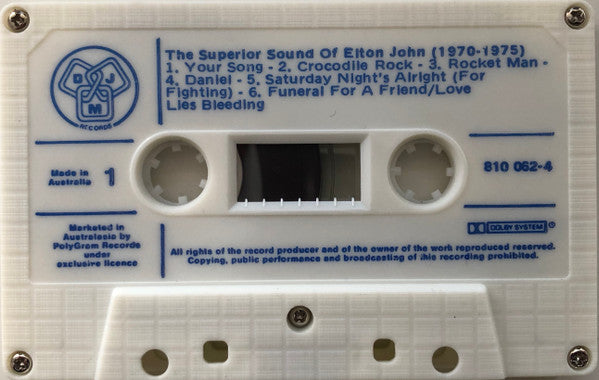 The Superior Sound Of Elton John (1970-1975)
1. Your Song - 2. Crocodile Rock - 3. Rocket Man -
4. Daniel - 5. Saturday Night's Alright (For
Fighting) - 6. Funeral For A Friend/Love
Lies Bleeding
D J
M
RECORDS
Made in
Australia
1
810 062-4
Marketed in
Australasia by
PolyGram Records
under
exclusive licence
DOLBY SYSTEM ®
All rights of the record producer and of the owner of the work reproduced reserved.
Copying, public performance and broadcasting of this recording prohibited.